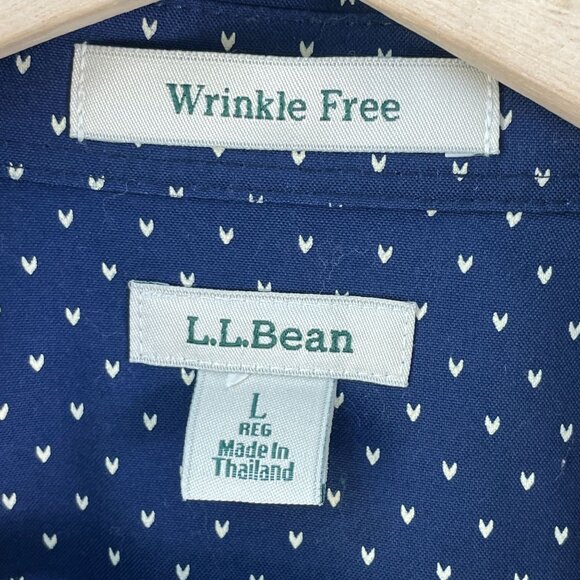 Wrinkle Free
L.L.Bean
L
REG
Made In
Thailand